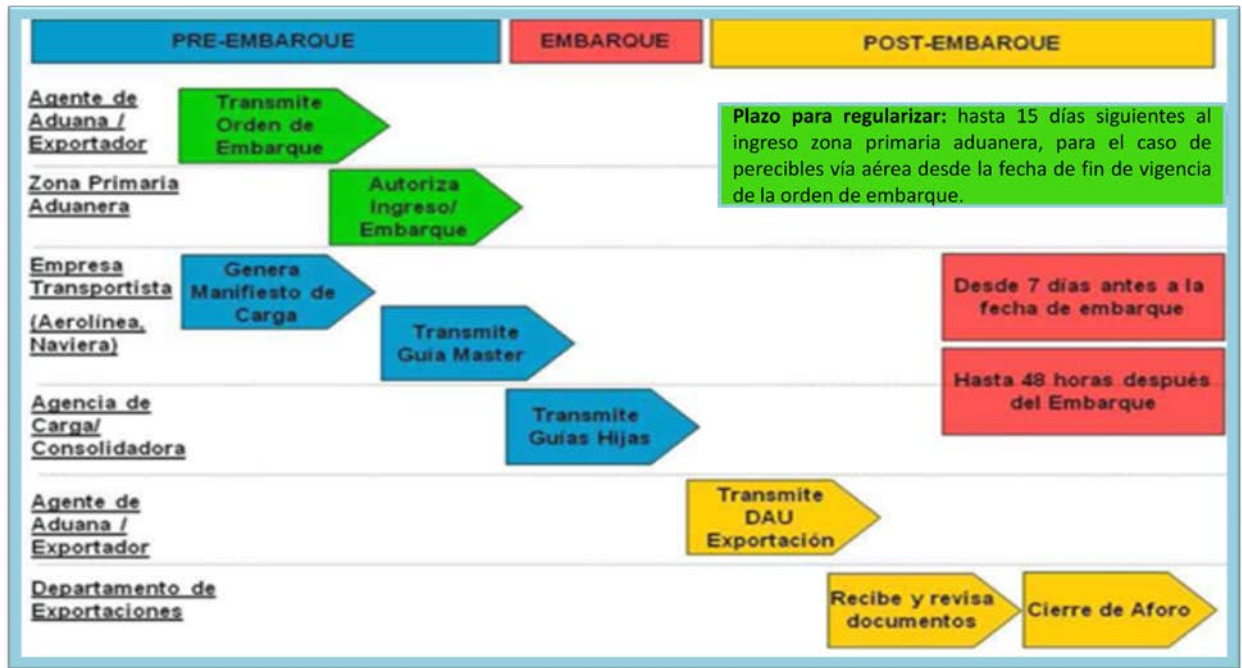 PRE-EMBARQUE
EMBARQUE
POST-EMBARQUE
Agente de
Aduana /
Exportador
Transmite
Orden de
Embarque
Plazo para regularizar: hasta 15 días siguientes al
ingreso zona primaria aduanera, para el caso de
perecibles vía aérea desde la fecha de fin de vigencia
de la orden de embarque.
Zona Primaria
Aduanera
Autoriza
Ingreso/
Embarque
Empresa
Transportista
(Aerolínea,
Naviera)
Genera
Manifiesto de
Carga
Transmite
Guia Master
Desde 7 días antes a la
fecha de embarque
Hasta 48 horas después
del Embarque
Agencia de
Carga/
Consolidadora
Transmite
Guías Hijas
Agente de
Aduana /
Exportador
Transmite
DAU
Exportación
Departamento de
Exportaciones
Recibe y revisa
documentos
Cierre de Aforo